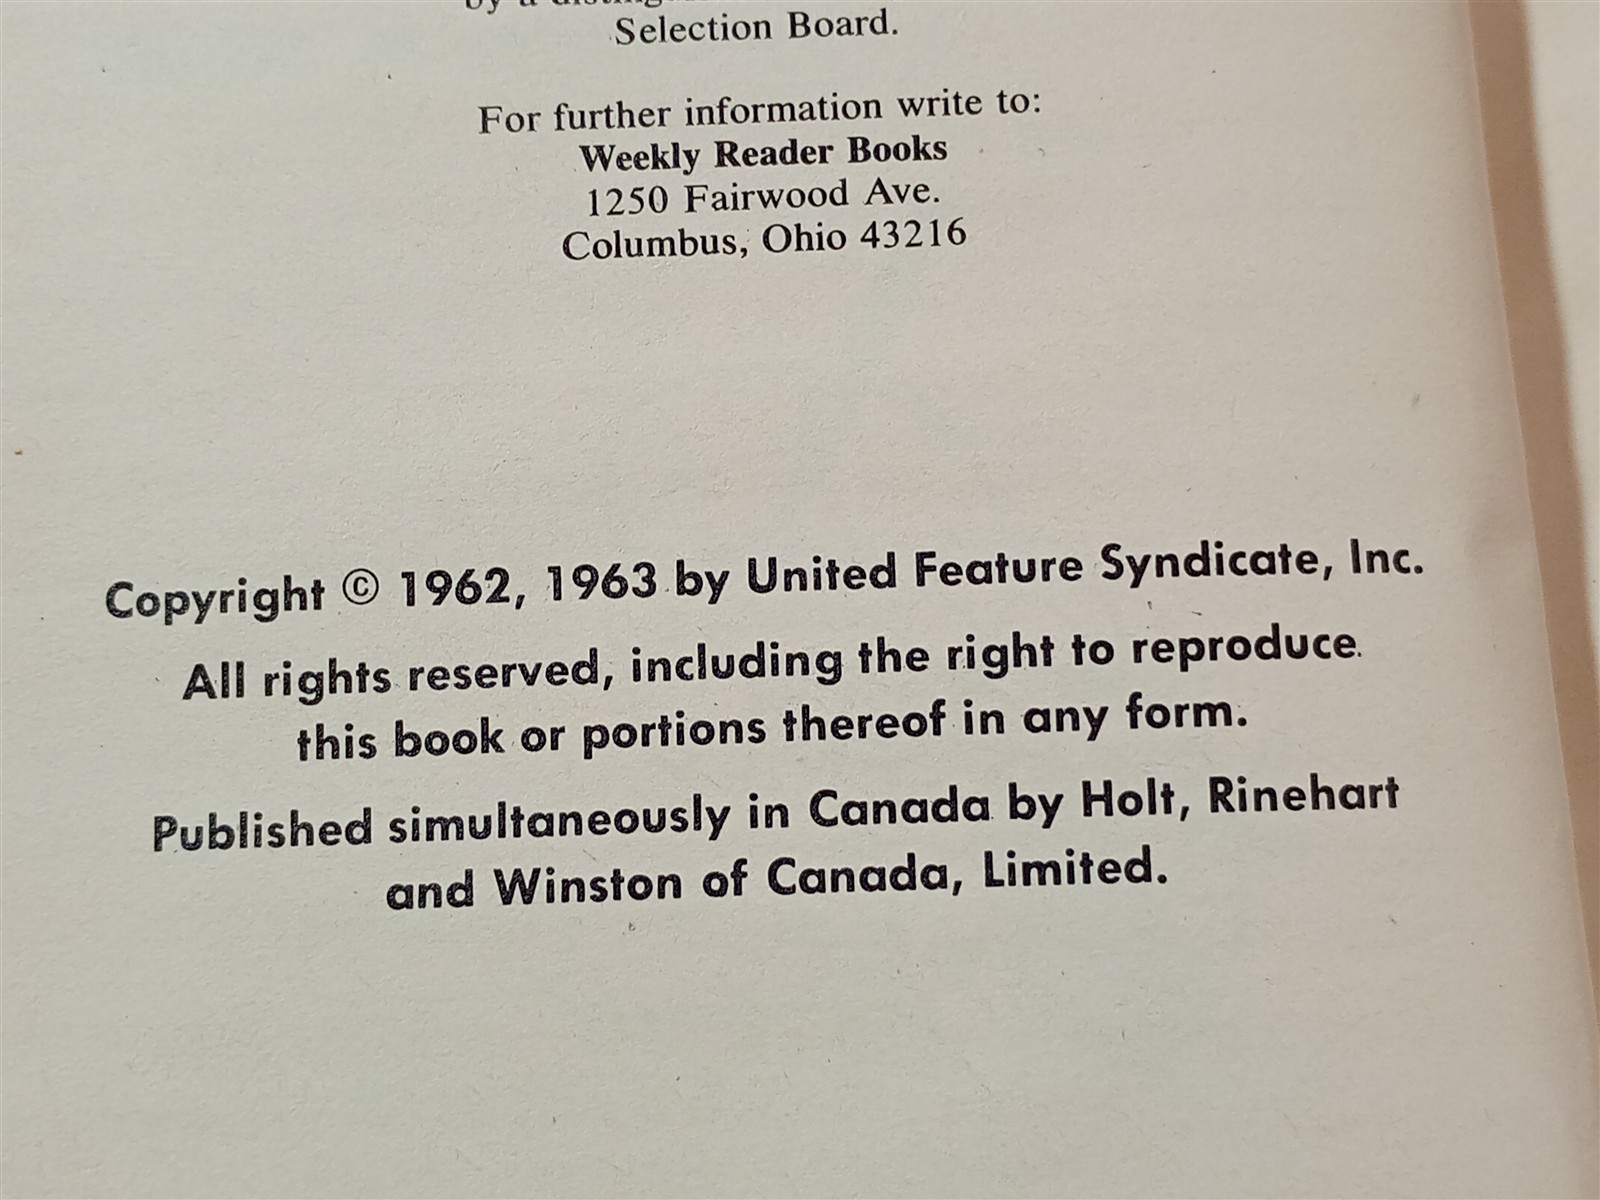 by a
Selection Board.
For further information write to:
Weekly Reader Books
1250 Fairwood Ave.
Columbus, Ohio 43216
Copyright © 1962, 1963 by United Feature Syndicate, Inc.
All rights reserved, including the right to reproduce
this book or portions thereof in any form.
Published simultaneously in Canada by Holt, Rinehart
and Winston of Canada, Limited.